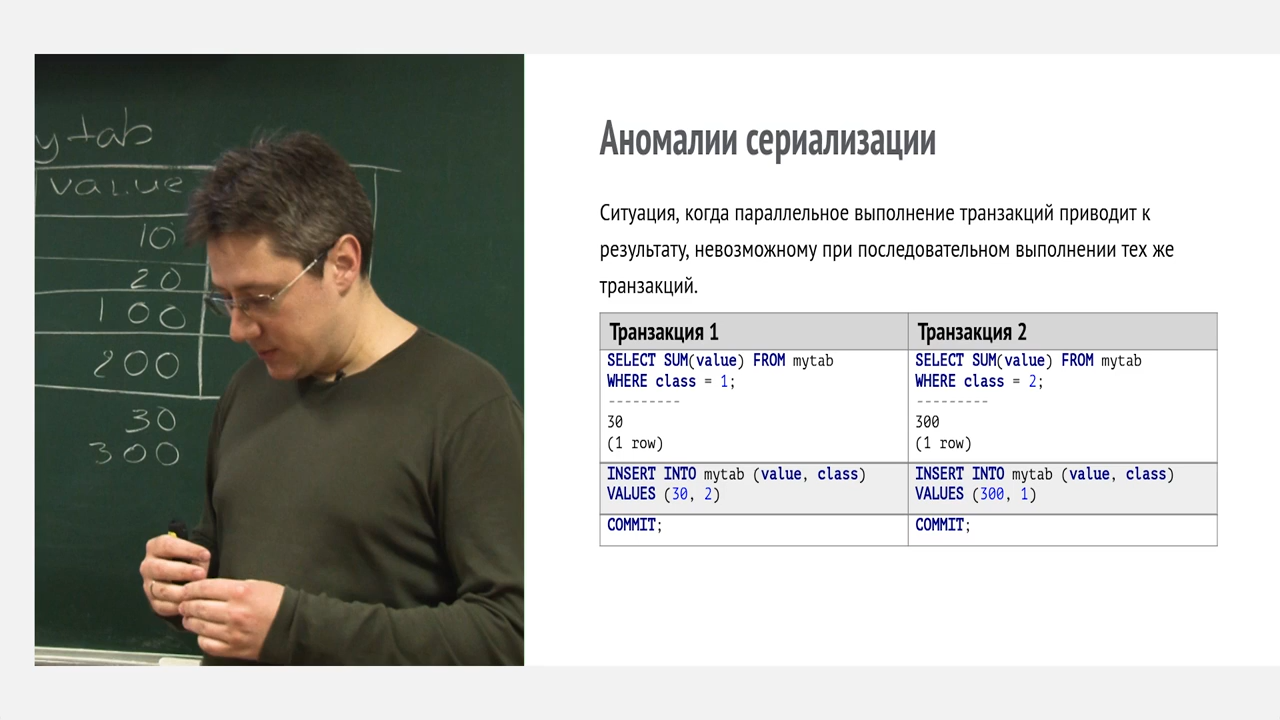 ytab
value
10
20
100
200
30
300
Аномалии сериализации
Ситуация, когда параллельное выполнение транзакций приводит к
результату, невозможному при последовательном выполнении тех же
транзакций.
Транзакция 1
SELECT SUM(value) FROM mytab
WHERE class = 1;
---------
30
(1 row)
INSERT INTO mytab (value, class)
VALUES (30, 2)
COMMIT;
Транзакция 2
SELECT SUM(value) FROM mytab
WHERE class = 2;
---------
300
(1 row)
INSERT INTO mytab (value, class)
VALUES (300, 1)
COMMIT;